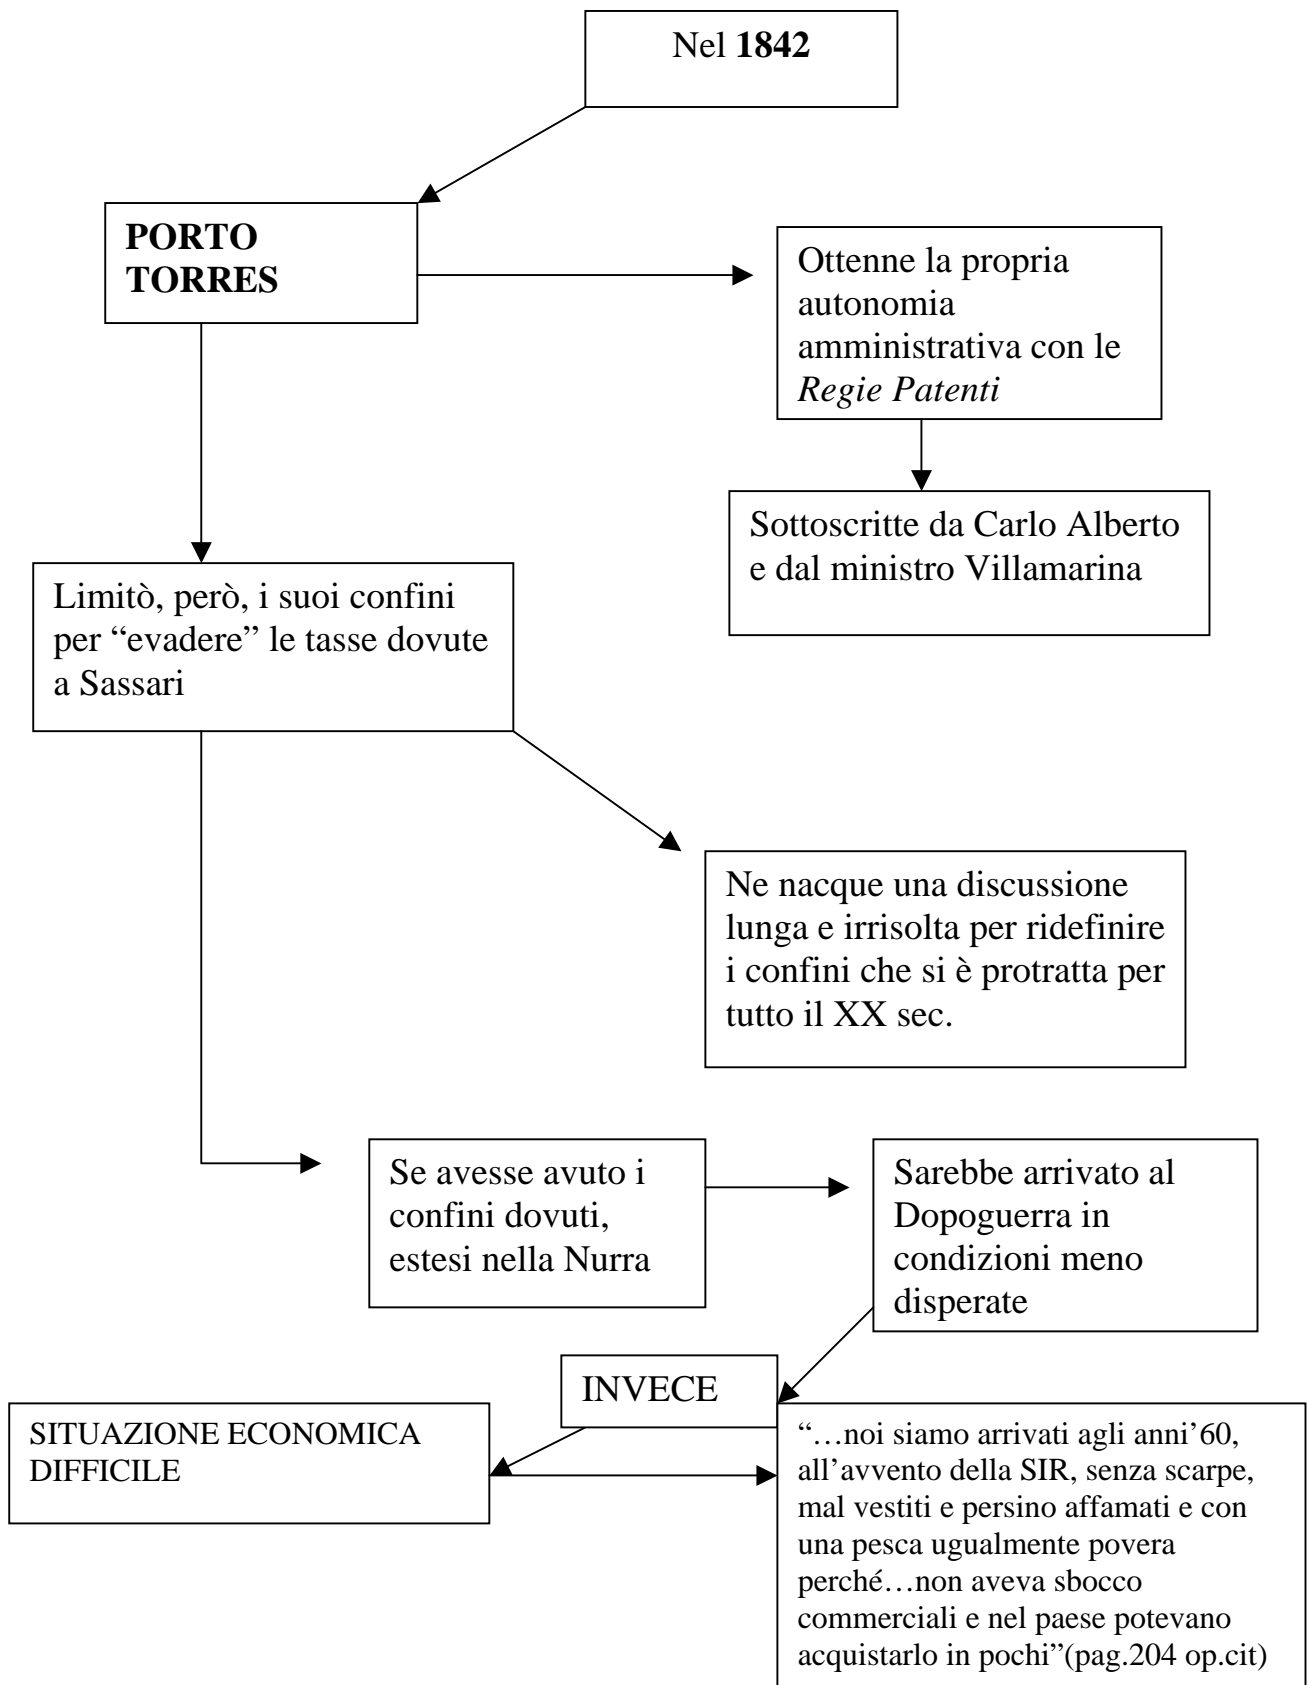 Nel 1842
PORTO
TORRES
Ottenne la propria
autonomia
amministrativa con le
Regie Patenti
Sottoscritte da Carlo Alberto
e dal ministro Villamarina
Limitò, però, i suoi confini
per “evadere” le tasse dovute
a Sassari
Ne nacque una discussione
lunga e irrisolta per ridefinire
i confini che si è protratta per
tutto il XX sec.
Se avesse avuto i
confini dovuti,
estesi nella Nurra
Sarebbe arrivato al
Dopoguerra in
condizioni meno
disperate
INVECE
SITUAZIONE ECONOMICA
DIFFICILE
“…noi siamo arrivati agli anni’60,
all’avvento della SIR, senza scarpe,
mal vestiti e persino affamati e con
una pesca ugualmente povera
perché…non aveva sbocco
commerciali e nel paese potevano
acquistarlo in pochi”(pag.204 op.cit)